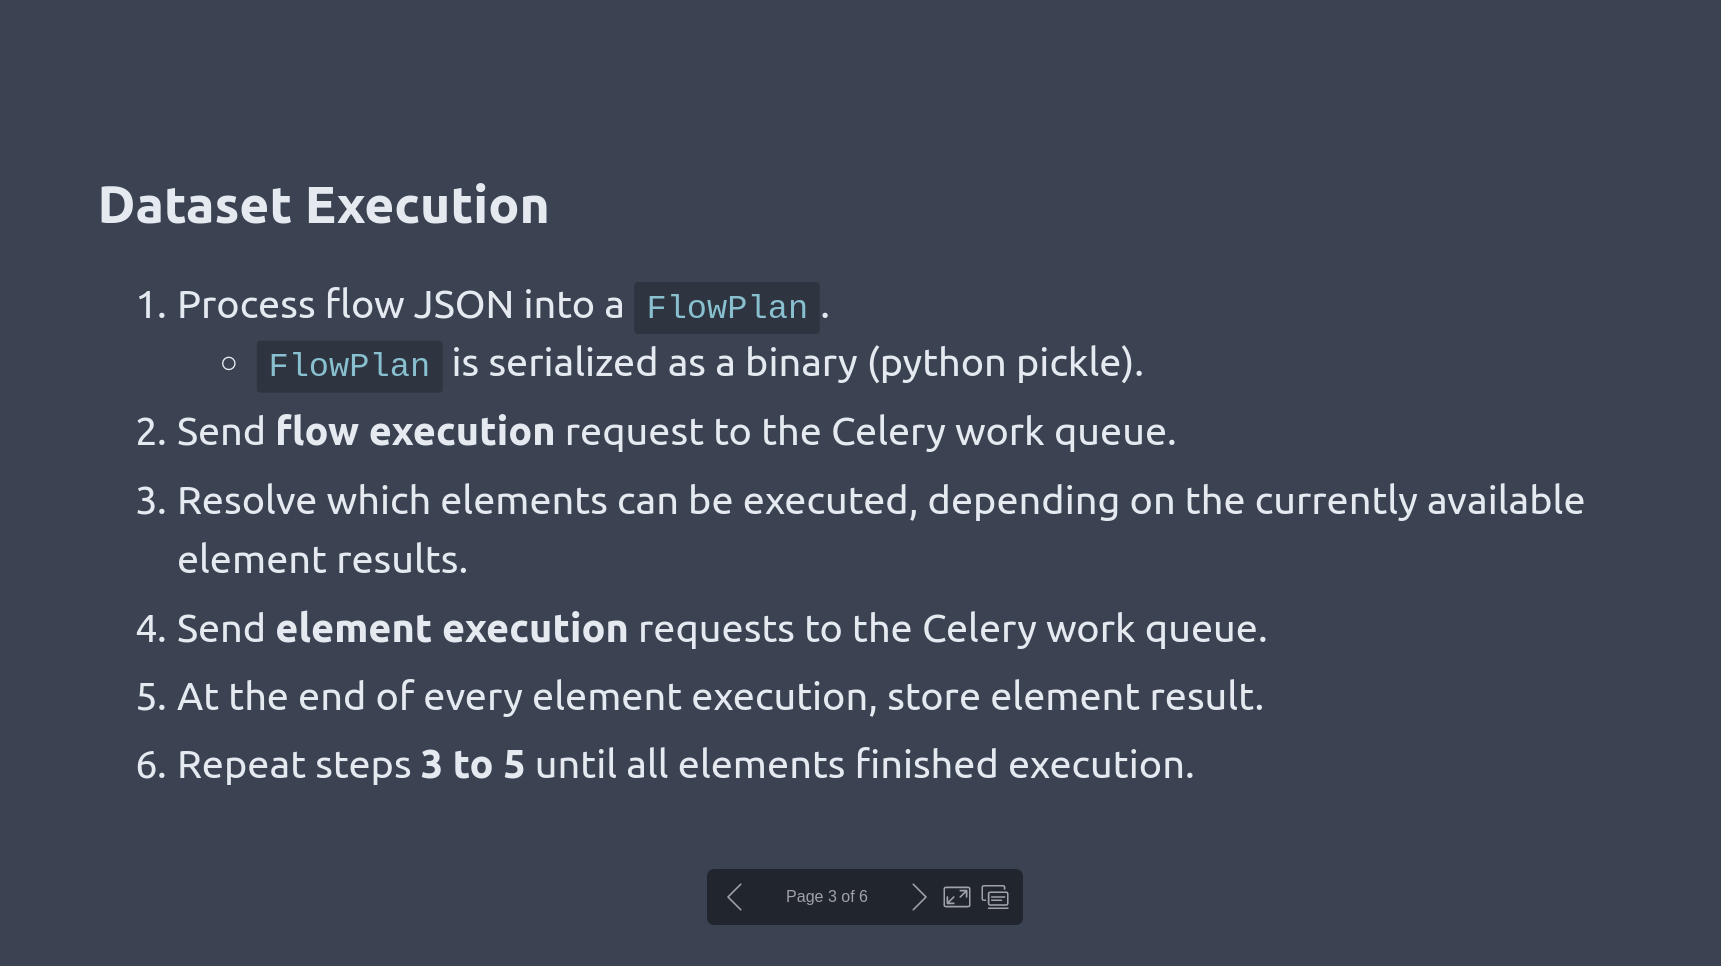 Dataset Execution
1. Process flow JSON into a FlowPlan.
FlowPlan is serialized as a binary (python pickle).
2. Send flow execution request to the Celery work queue.
3. Resolve which elements can be executed, depending on the currently available
element results.
4. Send element execution requests to the Celery work queue.
5. At the end of every element execution, store element result.
6. Repeat steps 3 to 5 until all elements finished execution.
Page 3 of 6